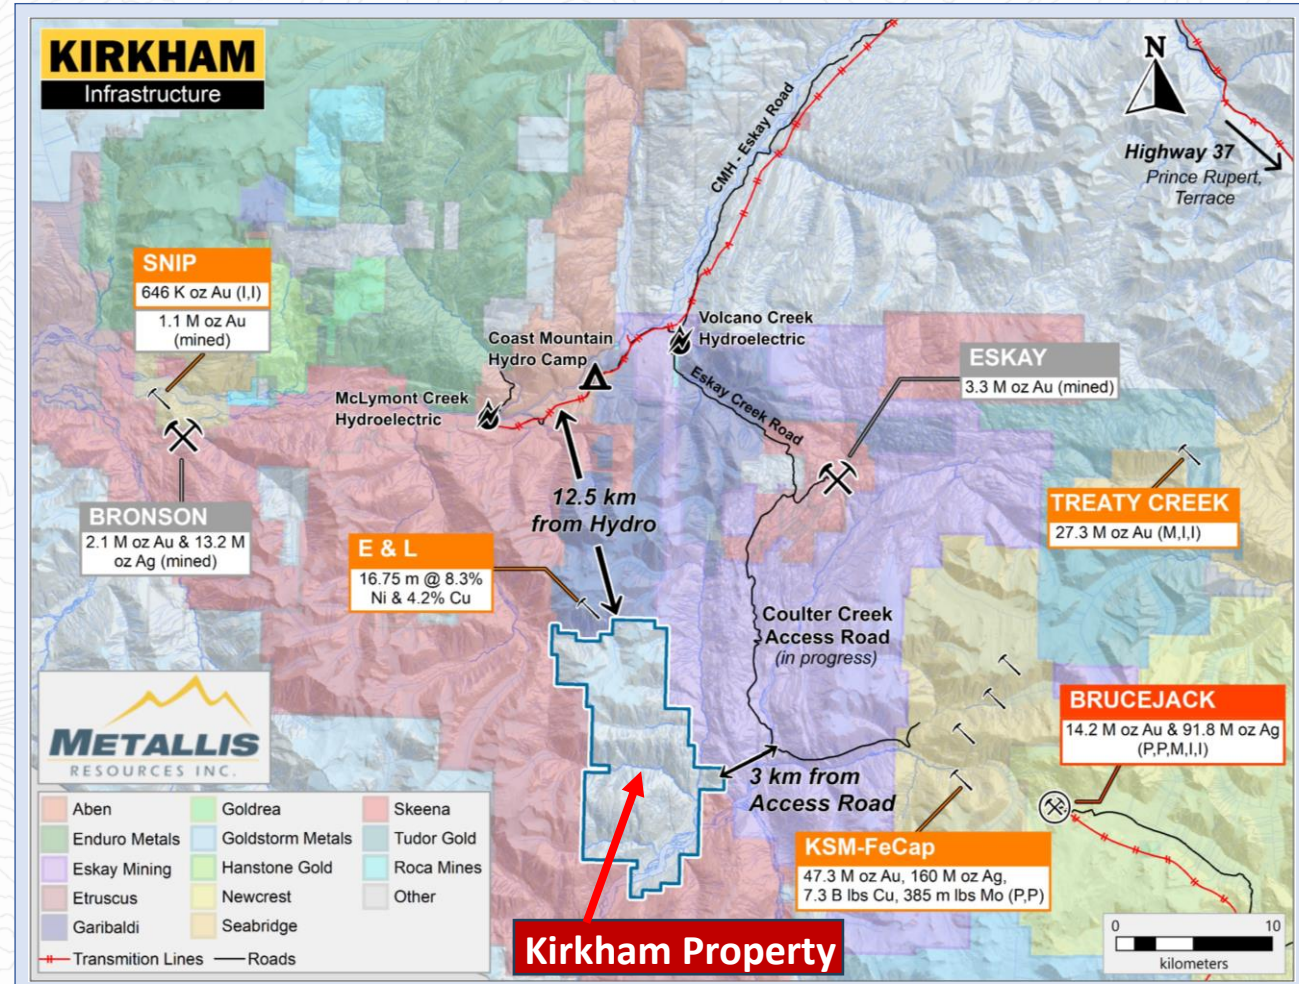 KIRKHAM
Infrastructure
N
Highway 37
Prince Rupert,
Terrace
CMH - Eskay Road
SNIP
646 K oz Au (I,I)
1.1 M oz Au
(mined)
Coast Mountain
Hydro Camp
Volcano Creek
Hydroelectric
McLymont Creek
Hydroelectric
Eskay Creek Road
ESKAY
3.3 M oz Au (mined)
BRONSON
2.1 M oz Au & 13.2 M
oz Ag (mined)
12.5 km
from Hydro
E & L
16.75 m @ 8.3%
Ni & 4.2% Cu
TREATY CREEK
27.3 M oz Au (M,I,I)
Coulter Creek
Access Road
(in progress)
BRUCEJACK
14.2 M oz Au & 91.8 M oz Ag
(P,P,M,I,I)
3 km from
Access Road
KSM-FeCap
47.3 M oz Au, 160 M oz Ag,
7.3 B lbs Cu, 385 m lbs Mo (P,P)
METALLIS
RESOURCES INC.
Aben
Enduro Metals
Eskay Mining
Etruscus
Garibaldi
Goldrea
Goldstorm Metals
Hanstone Gold
Newcrest
Seabridge
Skeena
Tudor Gold
Roca Mines
Other
Transmition Lines
Roads
Kirkham Property
0 10
kilometers